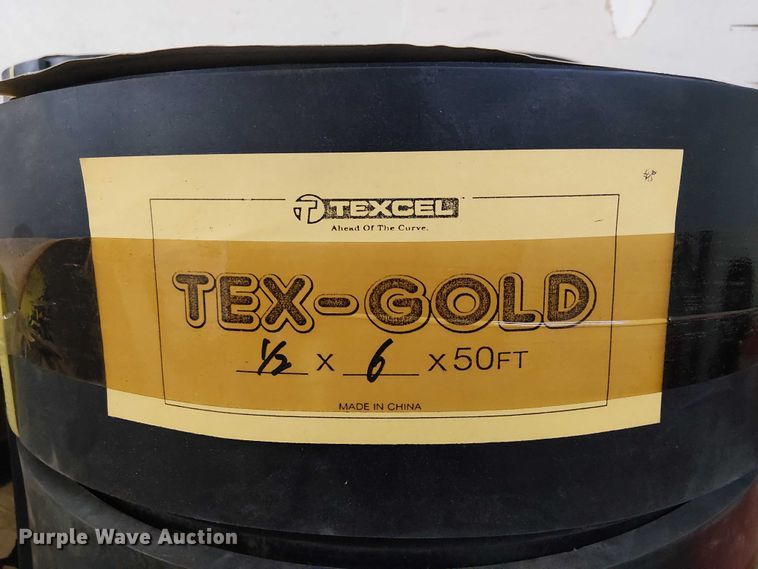 TEXCEL
Ahead Of The Curve.
TEX-GOLD
1/2 X 6 X 50FT
MADE IN CHINA
Purple Wave Auction